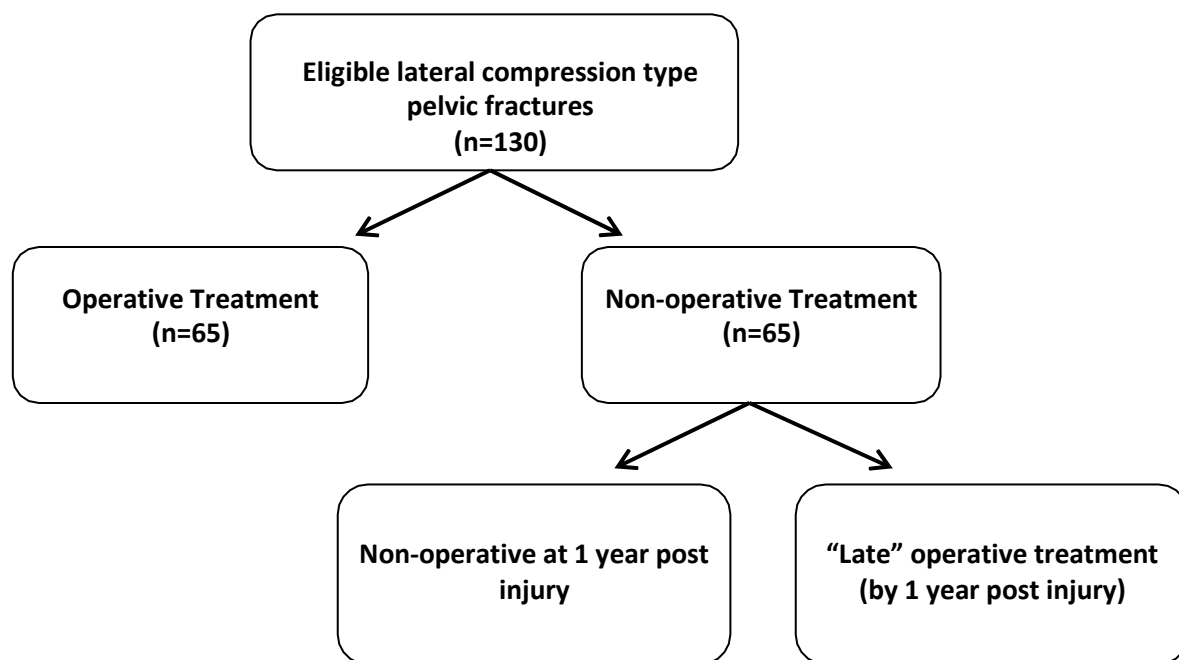 Eligible lateral compression type
pelvic fractures
(n=130)
Operative Treatment
(n=65)
Non-operative Treatment
(n=65)
Non-operative at 1 year post
injury
“Late” operative treatment
(by 1 year post injury)